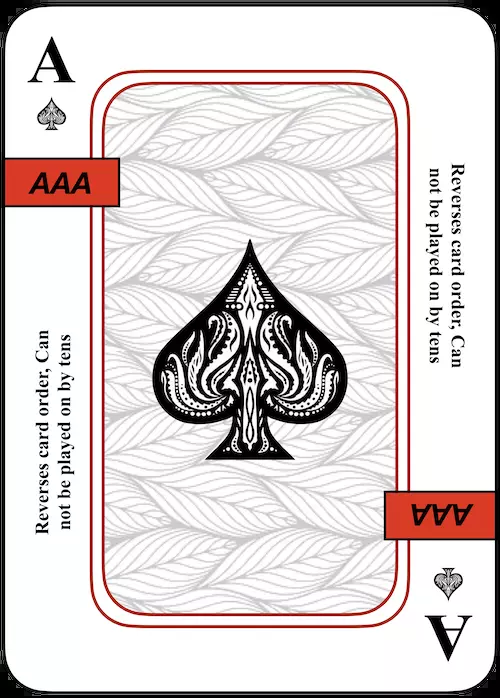 A
AAA
Reverses card order, Can
not be played on by tens
Reverses card order, Can
not be played on by tens
AAA
A